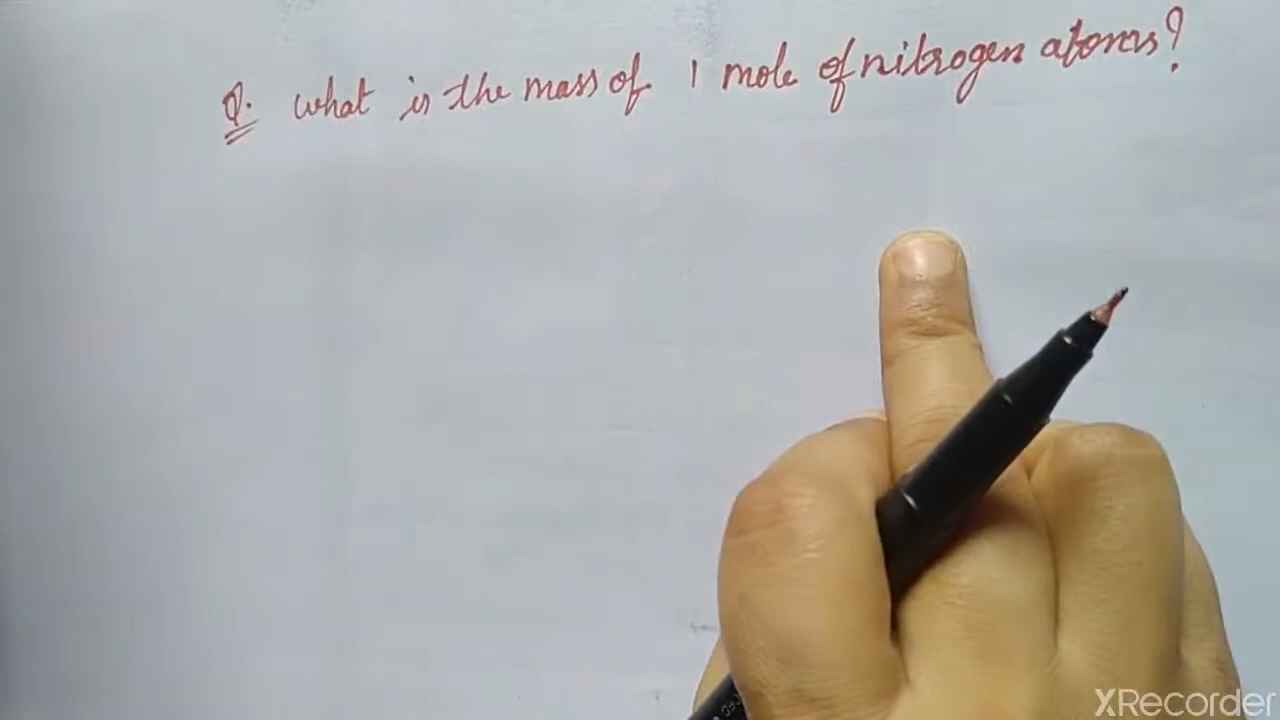 Q. What is the mass of 1 mole of nitrogen atoms?
XRecorder